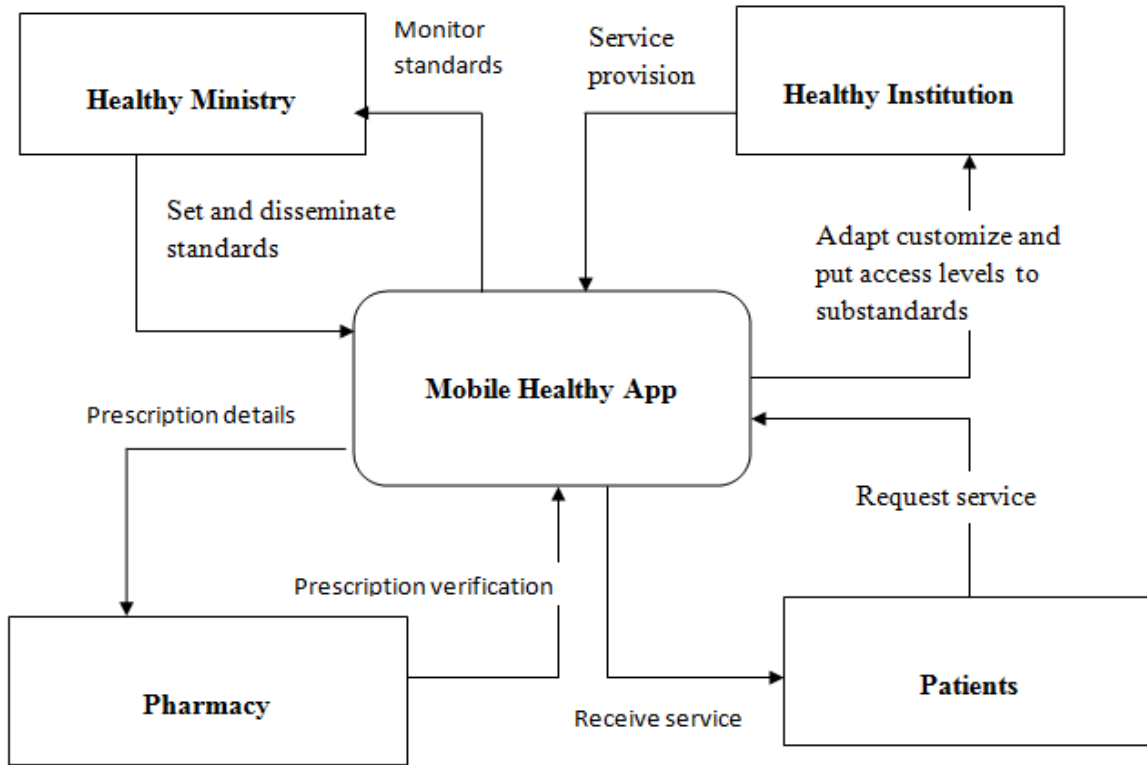 Monitor
standards
Service
provision
Healthy Ministry
Healthy Institution
Set and disseminate
standards
Adapt customize and
put access levels to
substandards
Mobile Healthy App
Prescription details
Request service
Prescription verification
Pharmacy
Receive service
Patients